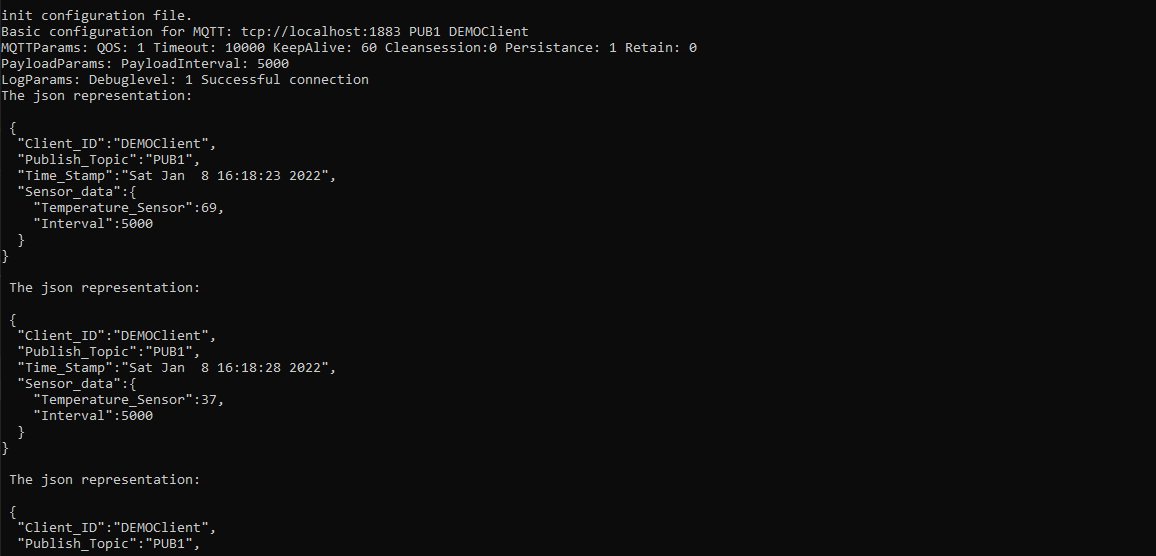 init configuration file.
Basic configuration for MQTT: tcp://localhost:1883 PUB1 DEMOClient
MQTTParams: QOS: 1 Timeout: 10000 KeepAlive: 60 Cleansession:0 Persistance: 1 Retain: 0
PayloadParams: PayloadInterval: 5000
LogParams: Debuglevel: 1 Successful connection
The json representation:

 {
  "Client_ID":"DEMOClient",
  "Publish_Topic":"PUB1",
  "Time_Stamp":"Sat Jan  8 16:18:23 2022",
  "Sensor_data":{
    "Temperature_Sensor":69,
    "Interval":5000
  }
}

 The json representation:

 {
  "Client_ID":"DEMOClient",
  "Publish_Topic":"PUB1",
  "Time_Stamp":"Sat Jan  8 16:18:28 2022",
  "Sensor_data":{
    "Temperature_Sensor":37,
    "Interval":5000
  }
}

 The json representation:

 {
  "Client_ID":"DEMOClient",
  "Publish_Topic":"PUB1",